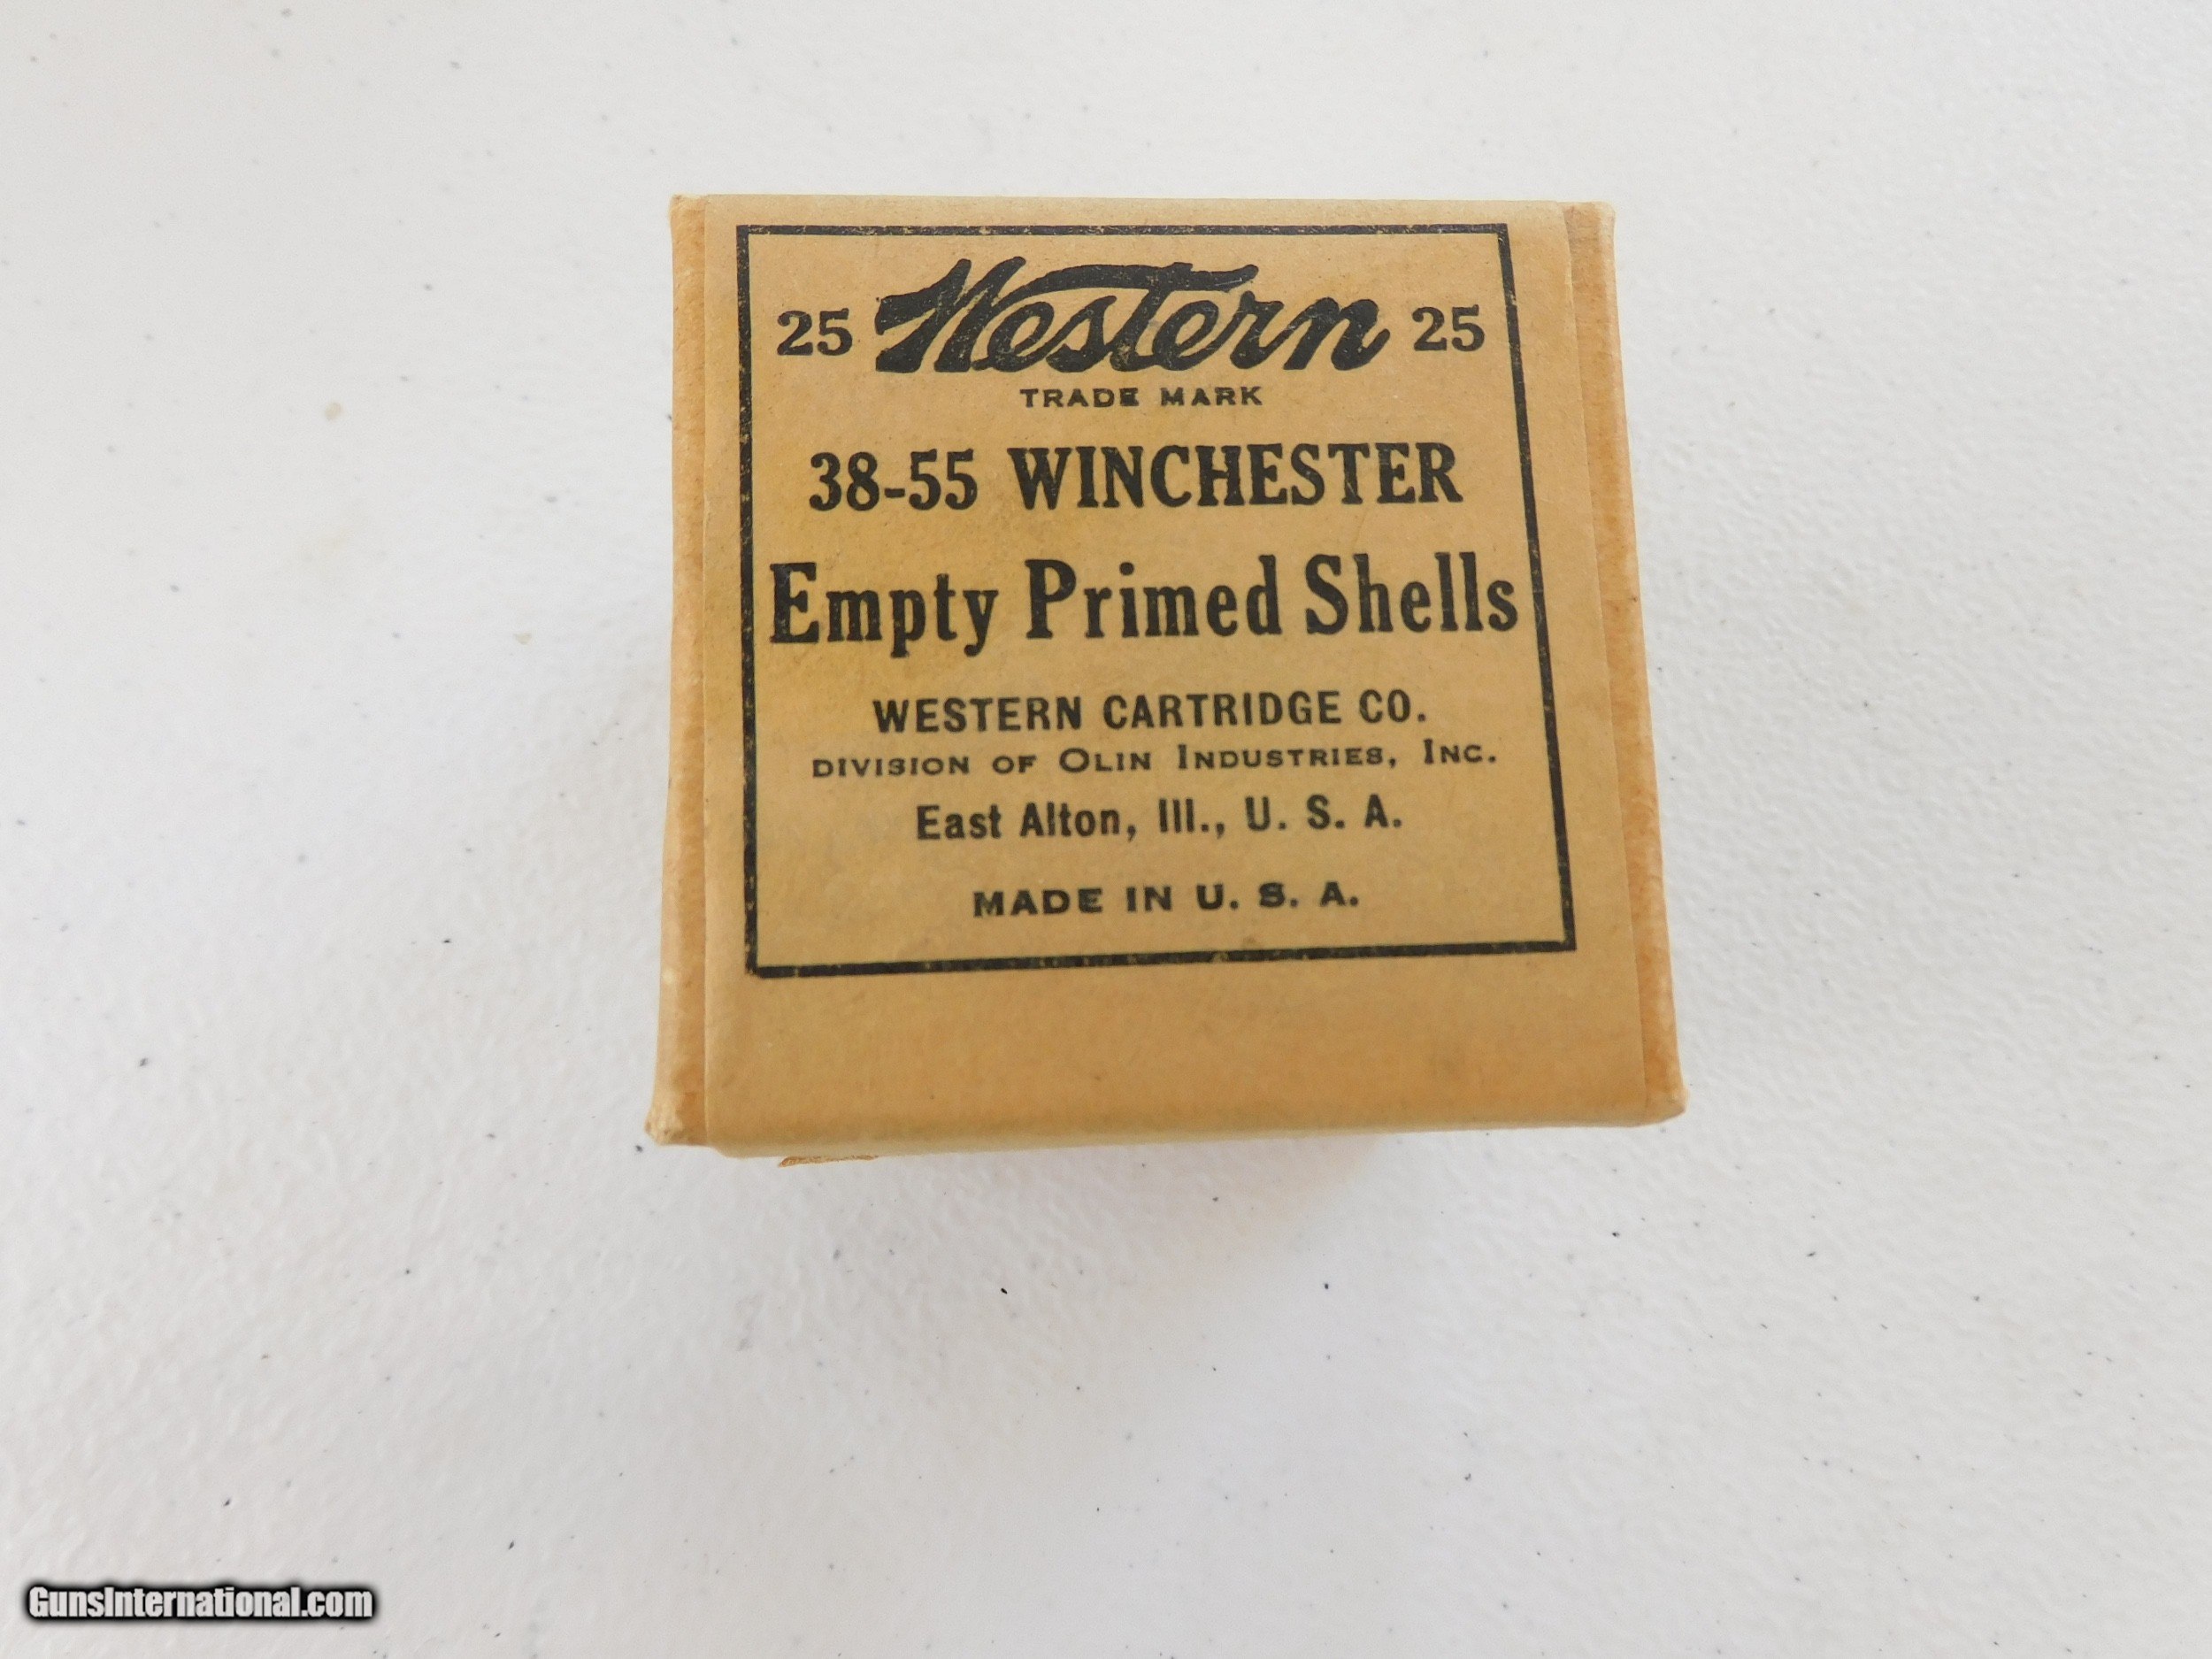 25 Western 25
TRADE MARK
38-55 WINCHESTER
Empty Primed Shells
WESTERN CARTRIDGE CO.
DIVISION OF OLIN INDUSTRIES, INC.
East Alton, Ill., U. S. A.
MADE IN U. S. A.
GunsInternational.com